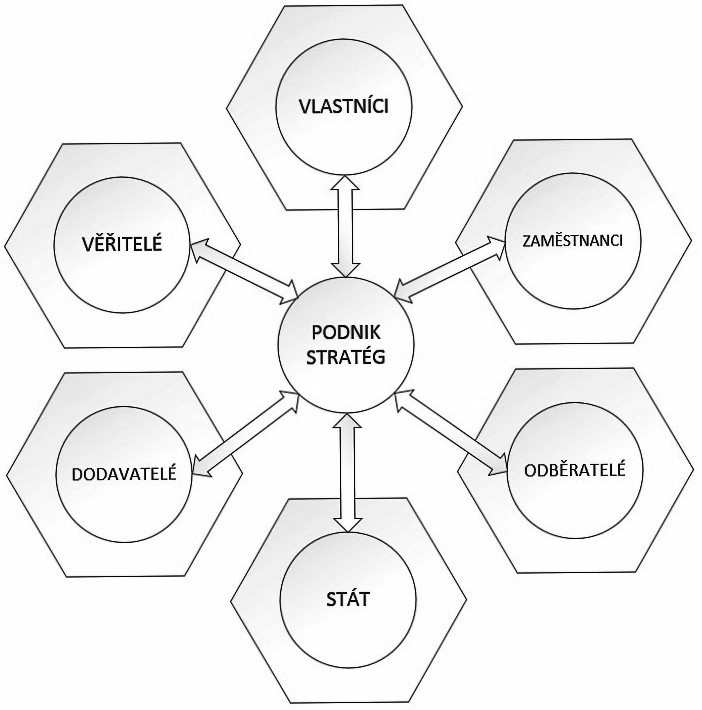 VLASTNÍCI
VĚŘITELÉ
ZAMĚSTNANCI
PODNIK
STRATÉG
DODAVATELÉ
ODBĚRATELÉ
STÁT